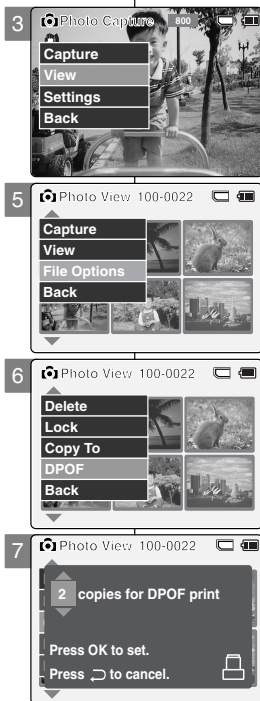 3
Photo Capture 800
Capture
View
Settings
Back
5
Photo View 100-0022
Capture
View
File Options
Back
6
Photo View 100-0022
Delete
Lock
Copy To
DPOF
Back
7
Photo View 100-0022
2 copies for DPOF print
Press OK to set.
Press ⮌ to cancel.